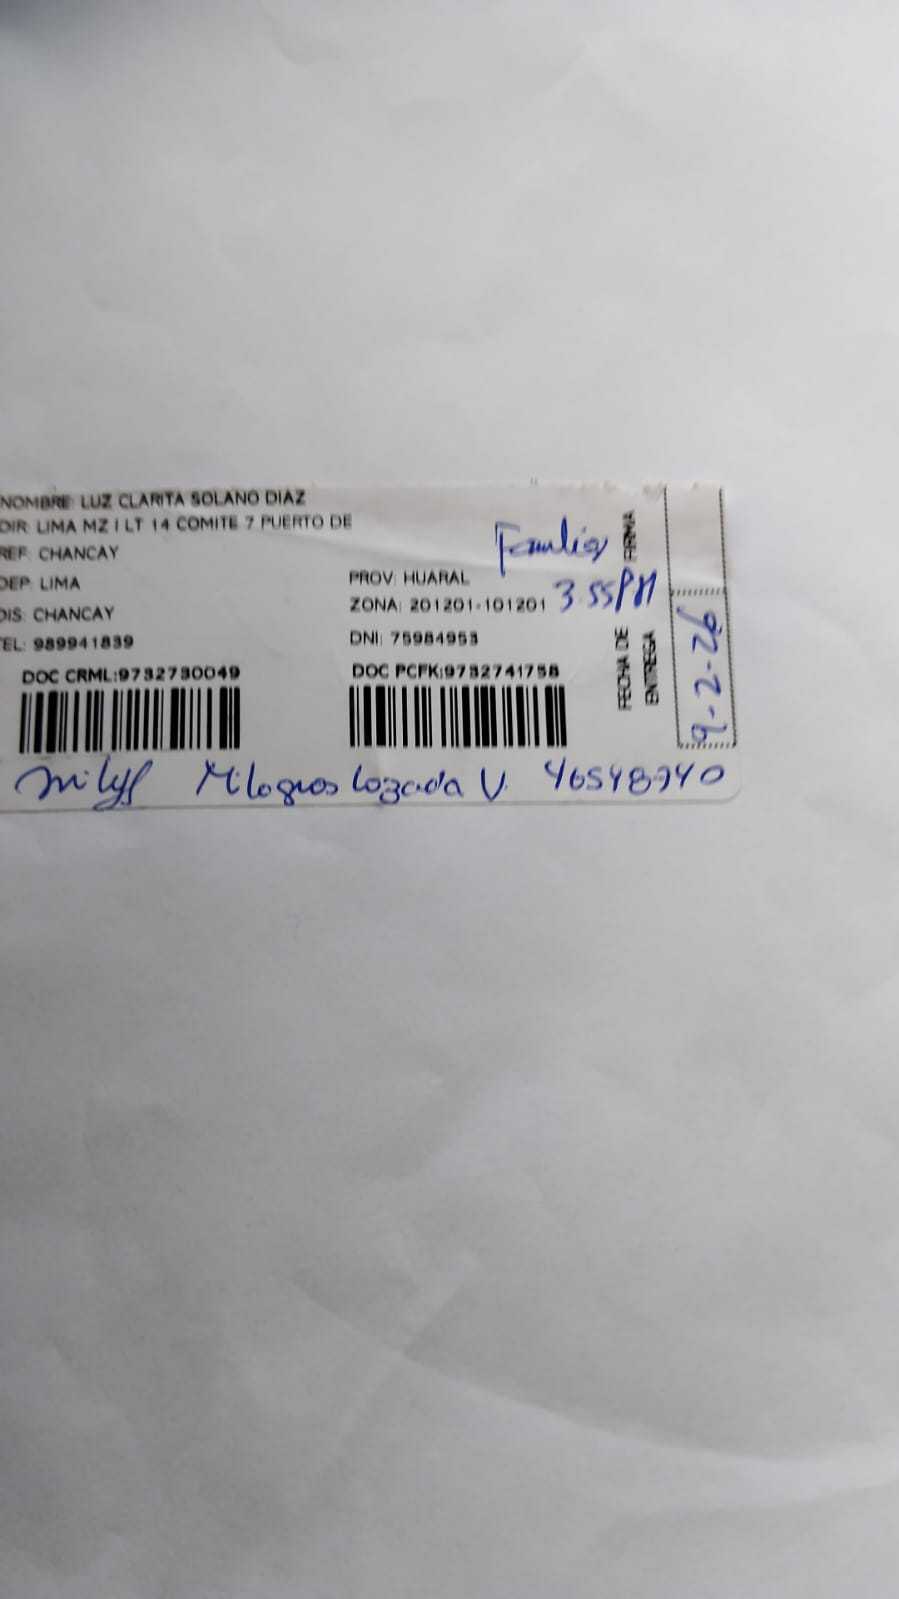 NOMBRE: LUZ CLARITA SOLANO DIAZ
DIR: LIMA MZ I LT 14 COMITE 7 PUERTO DE
REF: CHANCAY
DEP: LIMA
PROV: HUARAL
DIS: CHANCAY
ZONA: 201201-101201
TEL: 989941839
DNI: 75984953
Familiar
3:55PM
FIRMA
FECHA DE
ENTREGA
9-2-26
DOC CRML:9732730049
DOC PCFK:9732741758
Milagros Lozada V.